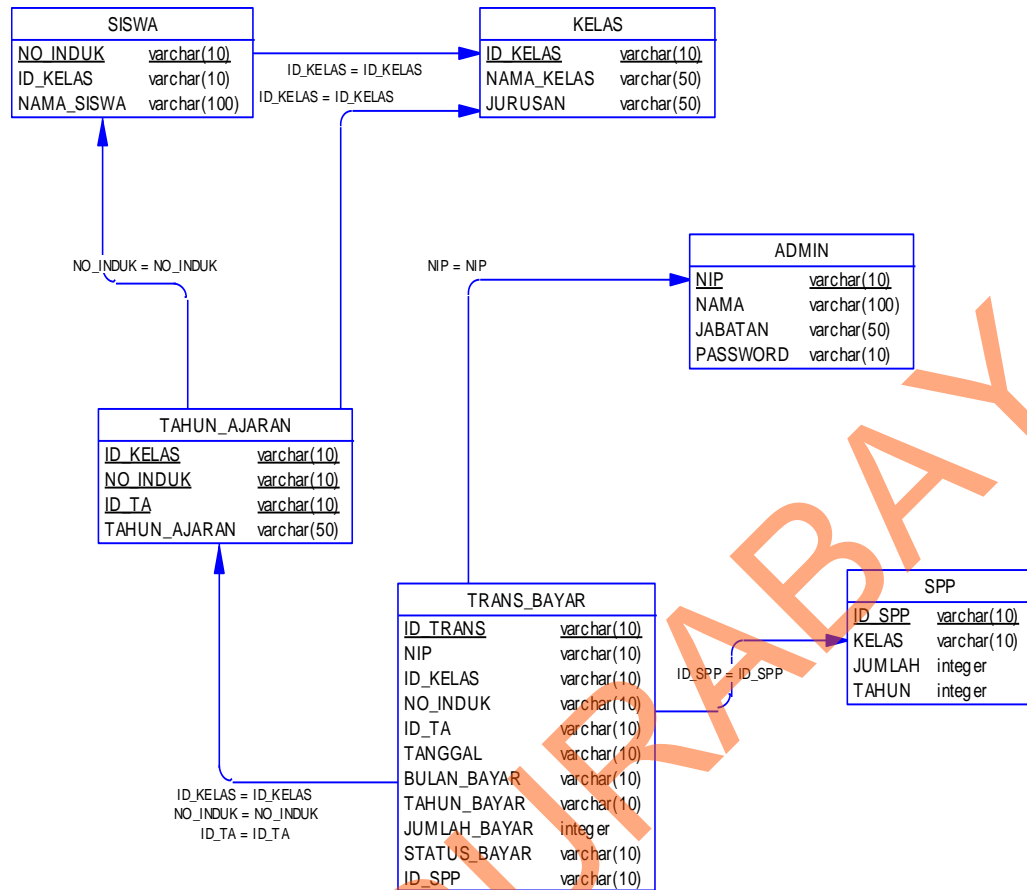 SISWA
NO_INDUK varchar(10)
ID_KELAS varchar(10)
NAMA_SISWA varchar(100)
KELAS
ID_KELAS varchar(10)
NAMA_KELAS varchar(50)
JURUSAN varchar(50)
ID_KELAS = ID_KELAS
ID_KELAS = ID_KELAS
NO_INDUK = NO_INDUK
NIP = NIP
ADMIN
NIP varchar(10)
NAMA varchar(100)
JABATAN varchar(50)
PASSWORD varchar(10)
TAHUN_AJARAN
ID_KELAS varchar(10)
NO_INDUK varchar(10)
ID_TA varchar(10)
TAHUN_AJARAN varchar(50)
TRANS_BAYAR
ID_TRANS varchar(10)
NIP varchar(10)
ID_KELAS varchar(10)
NO_INDUK varchar(10)
ID_TA varchar(10)
TANGGAL varchar(10)
BULAN_BAYAR varchar(10)
TAHUN_BAYAR varchar(10)
JUMLAH_BAYAR integer
STATUS_BAYAR varchar(10)
ID_SPP varchar(10)
SPP
ID_SPP varchar(10)
KELAS varchar(10)
JUMLAH integer
TAHUN integer
ID_SPP = ID_SPP
ID_KELAS = ID_KELAS
NO_INDUK = NO_INDUK
ID_TA = ID_TA
URABAY